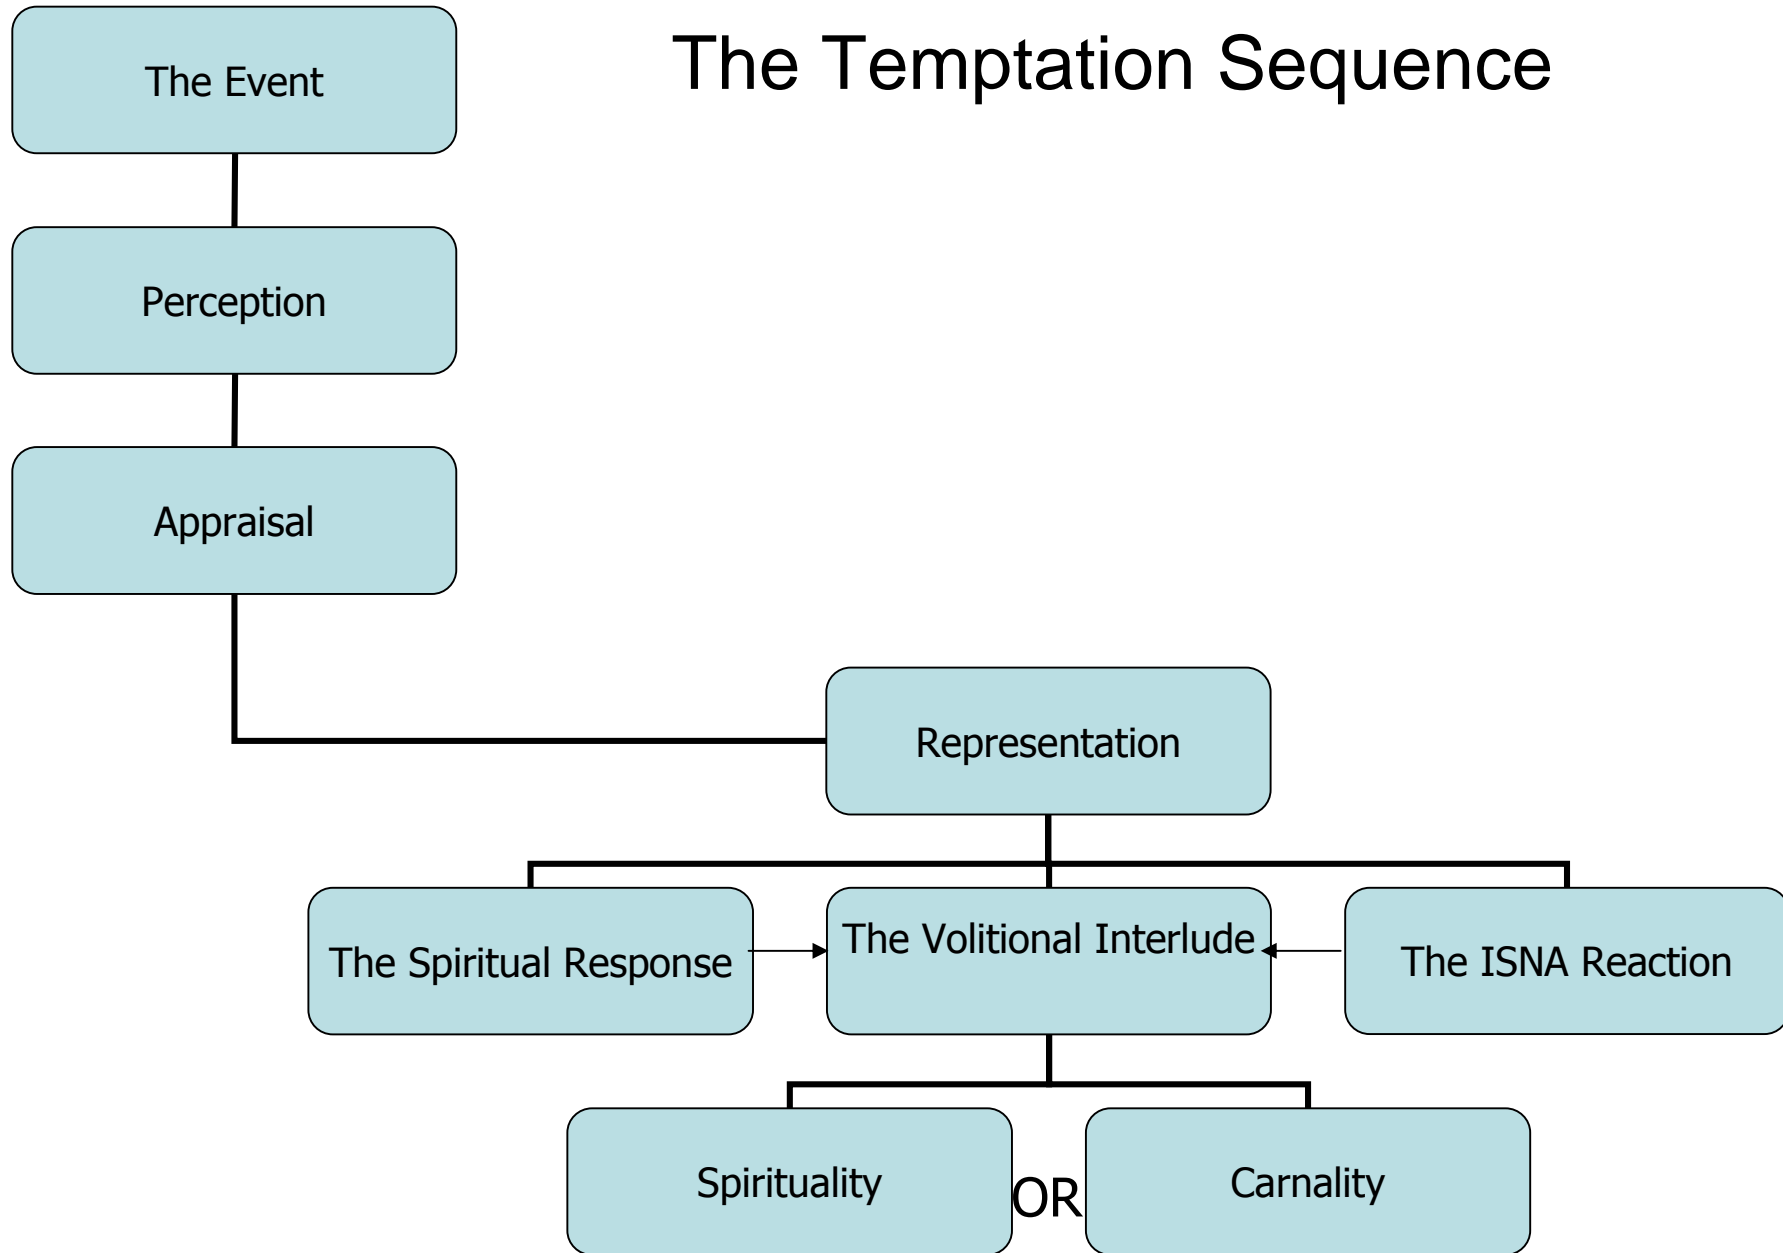 The Temptation Sequence
The Event
Perception
Appraisal
Representation
The Spiritual Response
The Volitional Interlude
The ISNA Reaction
Spirituality
OR
Carnality